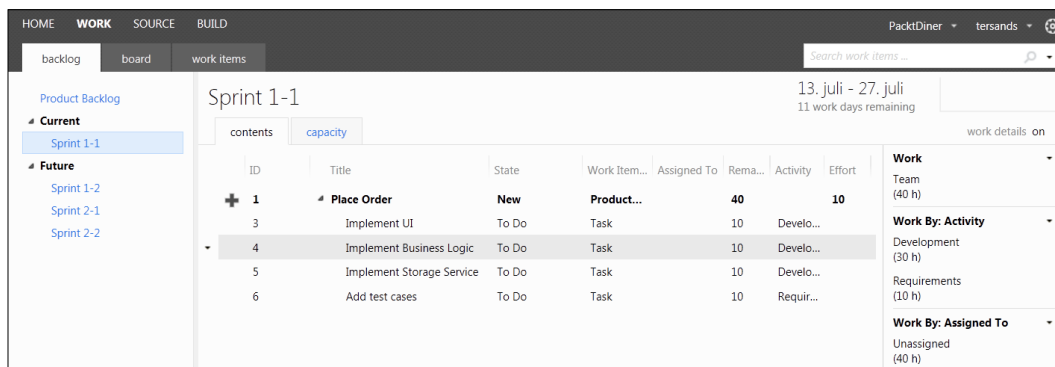 HOME WORK SOURCE BUILD PacktDiner tersands
backlog board work items Search work items ...
Product Backlog
Current
Sprint 1-1
Future
Sprint 1-2
Sprint 2-1
Sprint 2-2
Sprint 1-1
13. juli - 27. juli
11 work days remaining
contents capacity
work details on
ID Title State Work Item... Assigned To Rema... Activity Effort
1 Place Order New Product... 40 10
3 Implement UI To Do Task 10 Develo...
4 Implement Business Logic To Do Task 10 Develo...
5 Implement Storage Service To Do Task 10 Develo...
6 Add test cases To Do Task 10 Requir...
Work
Team
(40 h)
Work By: Activity
Development
(30 h)
Requirements
(10 h)
Work By: Assigned To
Unassigned
(40 h)